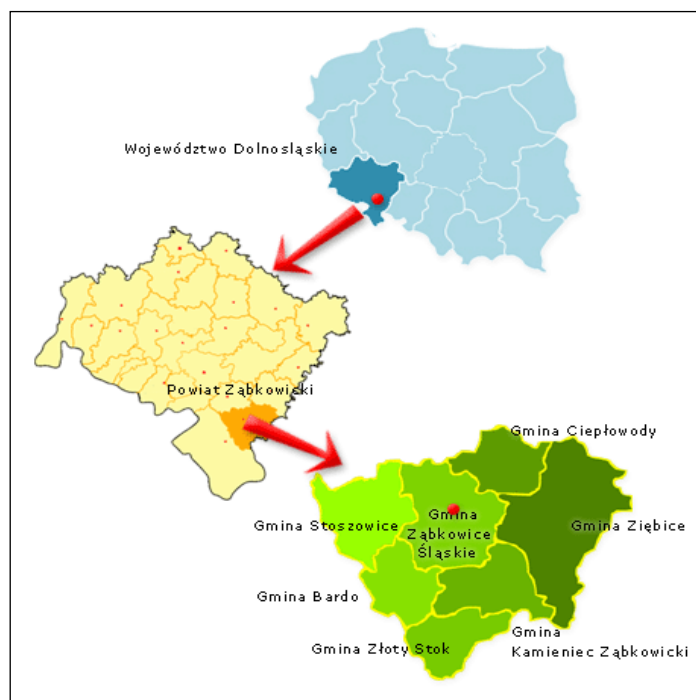 Województwo Dolnośląskie
Powiat Ząbkowicki
Gmina Ciepłowody
Gmina Stoszowice
Gmina
Ząbkowice
Śląskie
Gmina Ziębice
Gmina Bardo
Gmina Złoty Stok
Gmina
Kamieniec Ząbkowicki